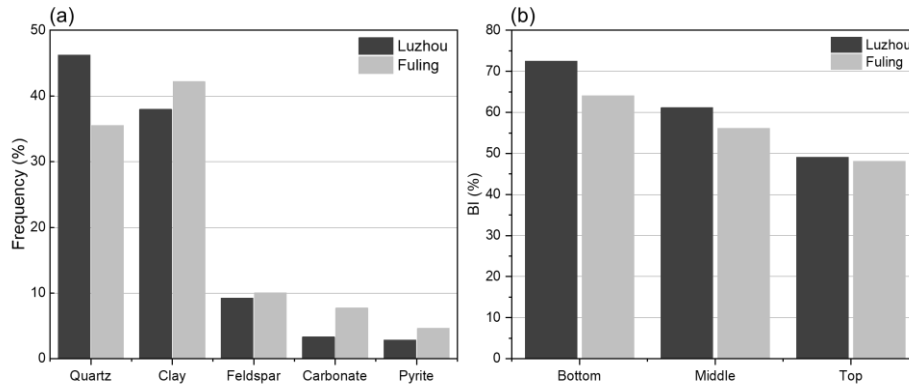 (a)
Luzhou
Fuling
Frequency (%)
50
40
30
20
10
0
Quartz Clay Feldspar Carbonate Pyrite
(b)
Luzhou
Fuling
BI (%)
80
70
60
50
40
30
20
10
0
Bottom Middle Top